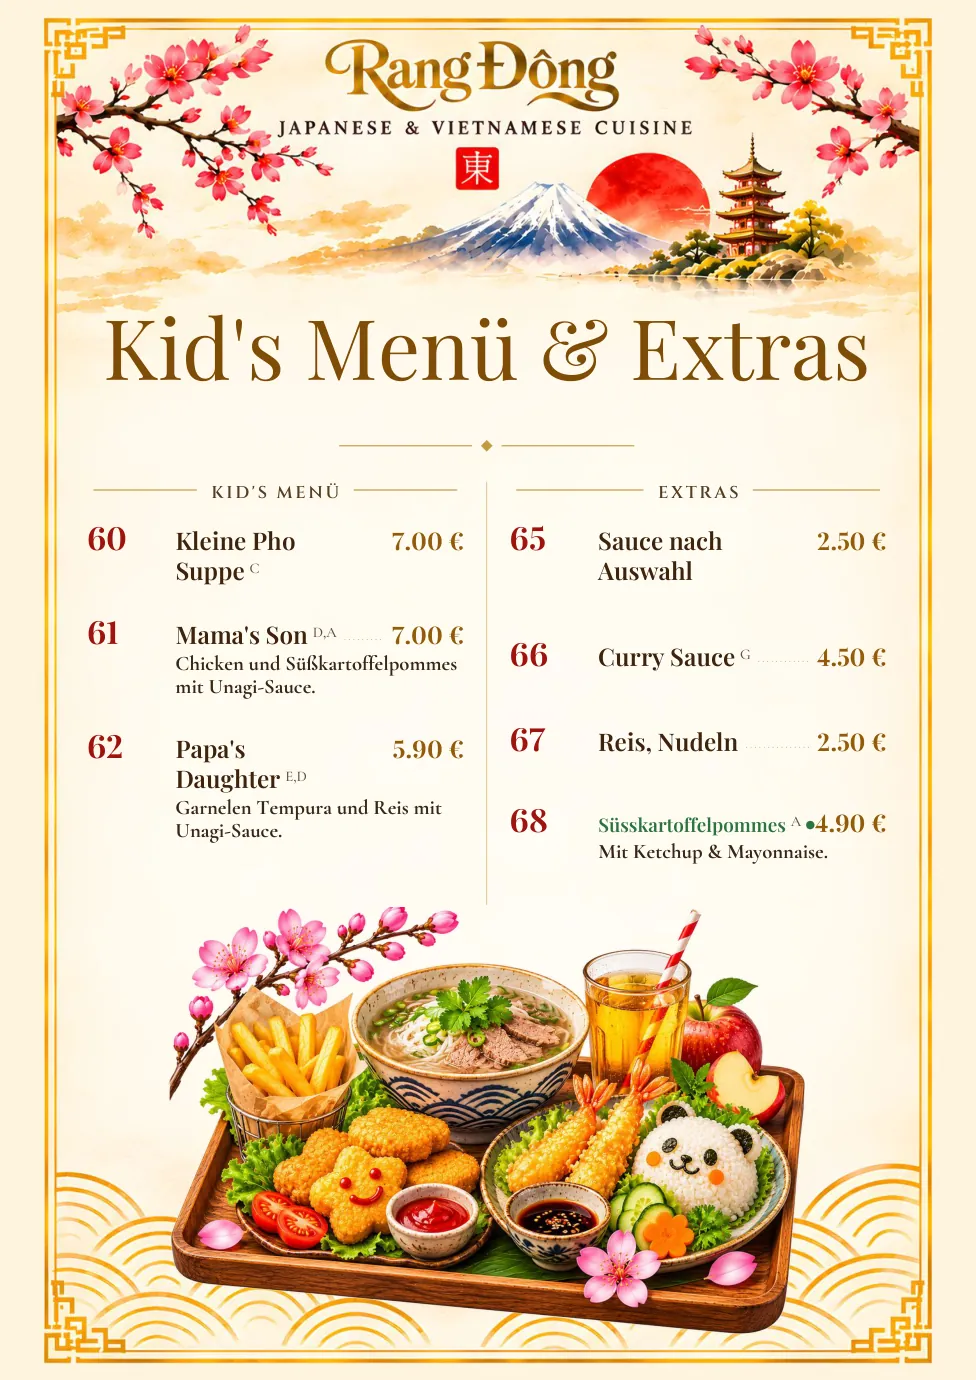 Rang Đông
JAPANESE & VIETNAMESE CUISINE
東
Kid's Menü & Extras
KID'S MENÜ
60 Kleine Pho 7.00 €
Suppe C
61 Mama's Son D,A 7.00 €
Chicken und Süßkartoffelpommes
mit Unagi-Sauce.
62 Papa's 5.90 €
Daughter E,D
Garnelen Tempura und Reis mit
Unagi-Sauce.
EXTRAS
65 Sauce nach 2.50 €
Auswahl
66 Curry Sauce G 4.50 €
67 Reis, Nudeln 2.50 €
68 Süsskartoffelpommes A •4.90 €
Mit Ketchup & Mayonnaise.